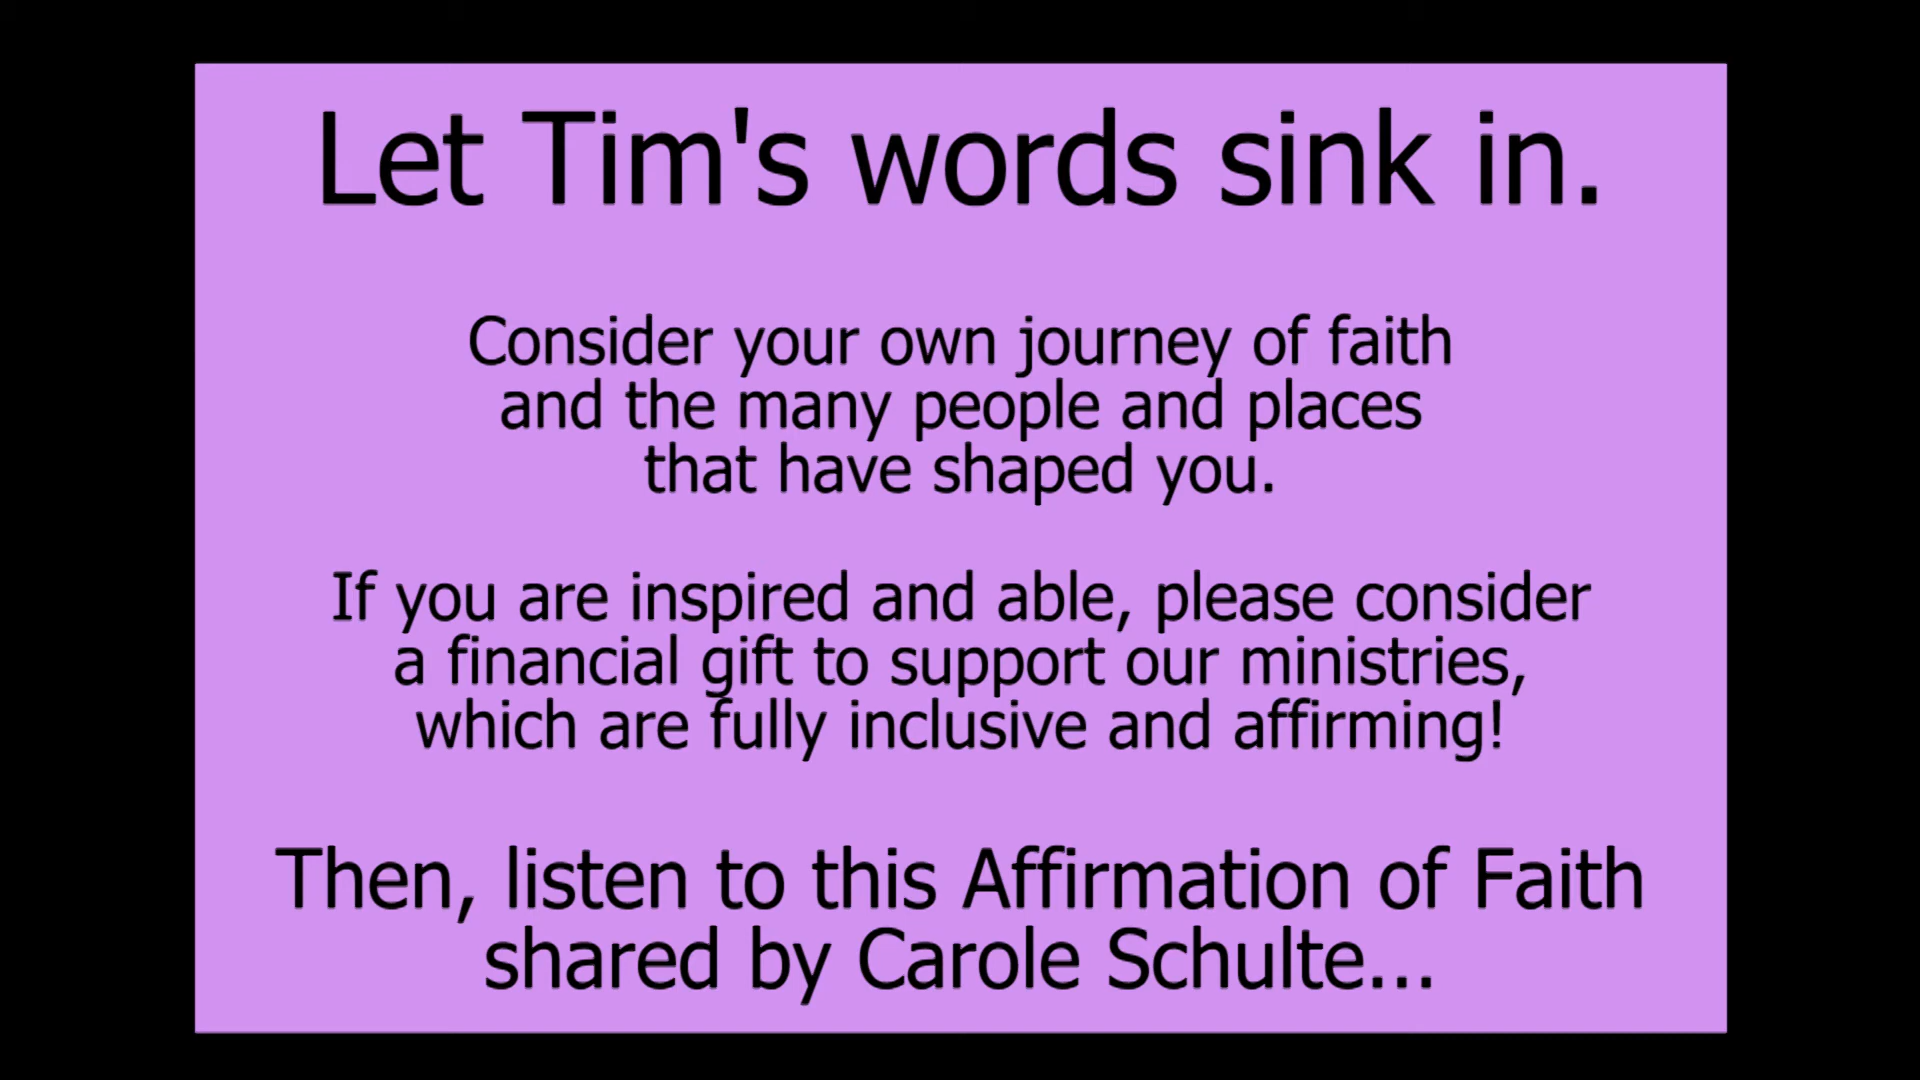 Let Tim's words sink in.
Consider your own journey of faith
and the many people and places
that have shaped you.
If you are inspired and able, please consider
a financial gift to support our ministries,
which are fully inclusive and affirming!
Then, listen to this Affirmation of Faith
shared by Carole Schulte...